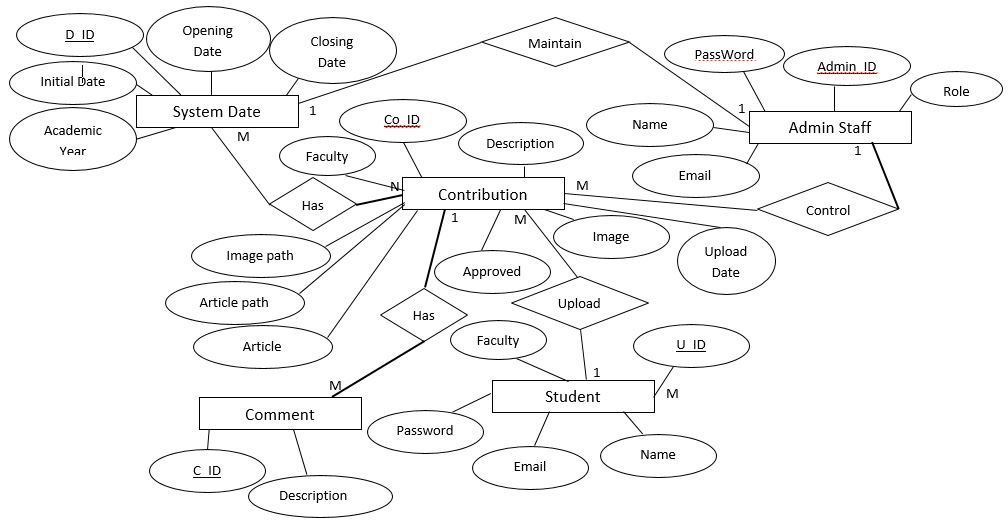 D_ID
Opening
Date
Closing
Date
Maintain
PassWord
Admin_ID
Initial Date
Role
System Date
1
1
Co_ID
Name
Admin Staff
Academic
Year
M
Faculty
Description
1
Email
N
Contribution
M
Has
1
M
Control
Image path
Image
Upload
Date
Approved
Article path
Upload
Has
Article
Faculty
U_ID
1
M
Student
M
Comment
Password
Name
C_ID
Email
Description